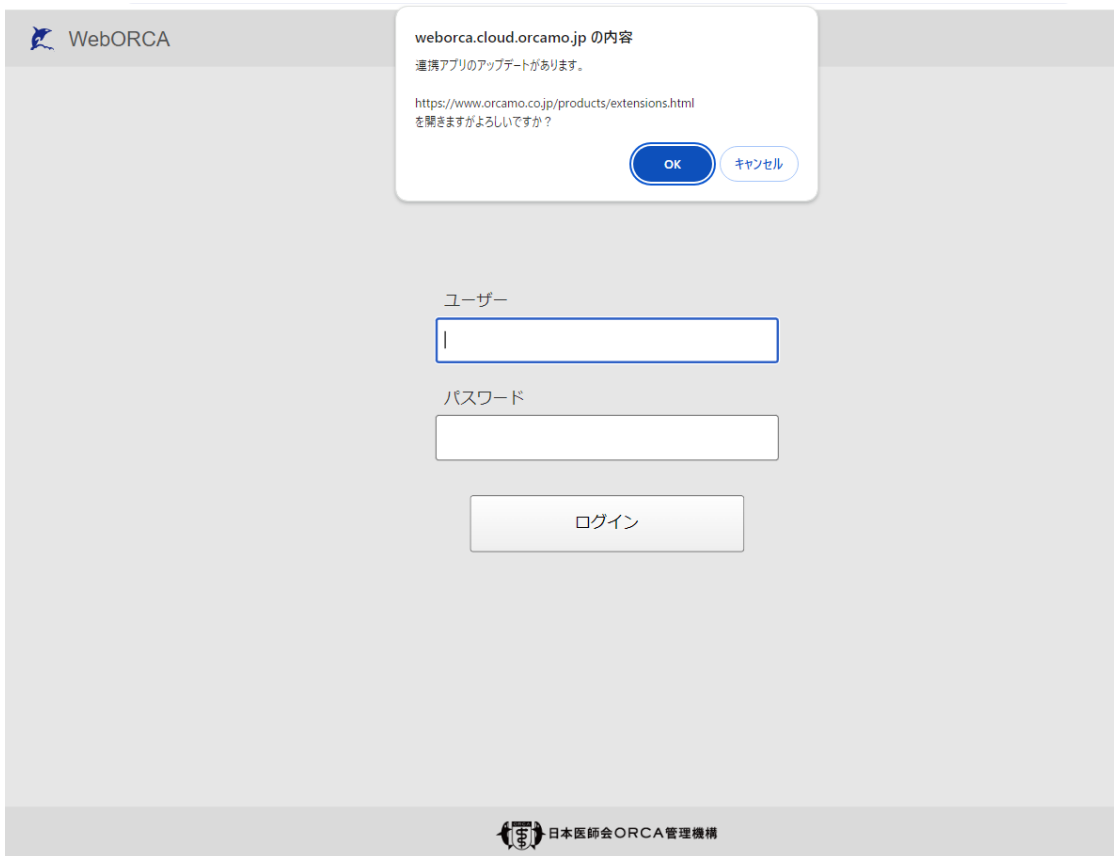 WebORCA
weborca.cloud.orcamo.jp の内容
連携アプリのアップデートがあります。
https://www.orcamo.co.jp/products/extensions.html
を開きますがよろしいですか？
OK
キャンセル
ユーザー
パスワード
ログイン
日本医師会ORCA管理機構